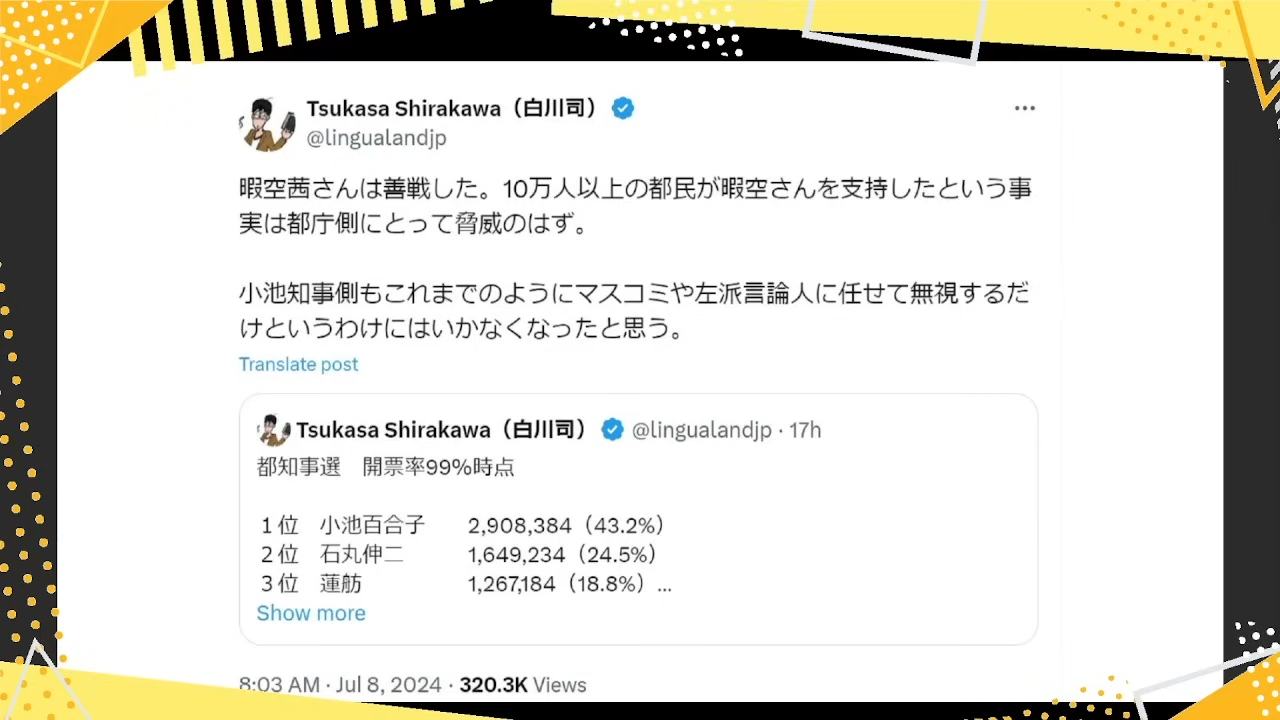 Tsukasa Shirakawa（白川司）
@lingualandjp
暇空茜さんは善戦した。10万人以上の都民が暇空さんを支持したという事
実は都庁側にとって脅威のはず。
小池知事側もこれまでのようにマスコミや左派言論人に任せて無視するだ
けというわけにはいかなくなったと思う。
Translate post
Tsukasa Shirakawa（白川司） @lingualandjp · 17h
都知事選　開票率99%時点
１位　小池百合子　　2,908,384（43.2%）
２位　石丸伸二　　　1,649,234（24.5%）
３位　蓮舫　　　　　1,267,184（18.8%）...
Show more
8:03 AM · Jul 8, 2024 · 320.3K Views